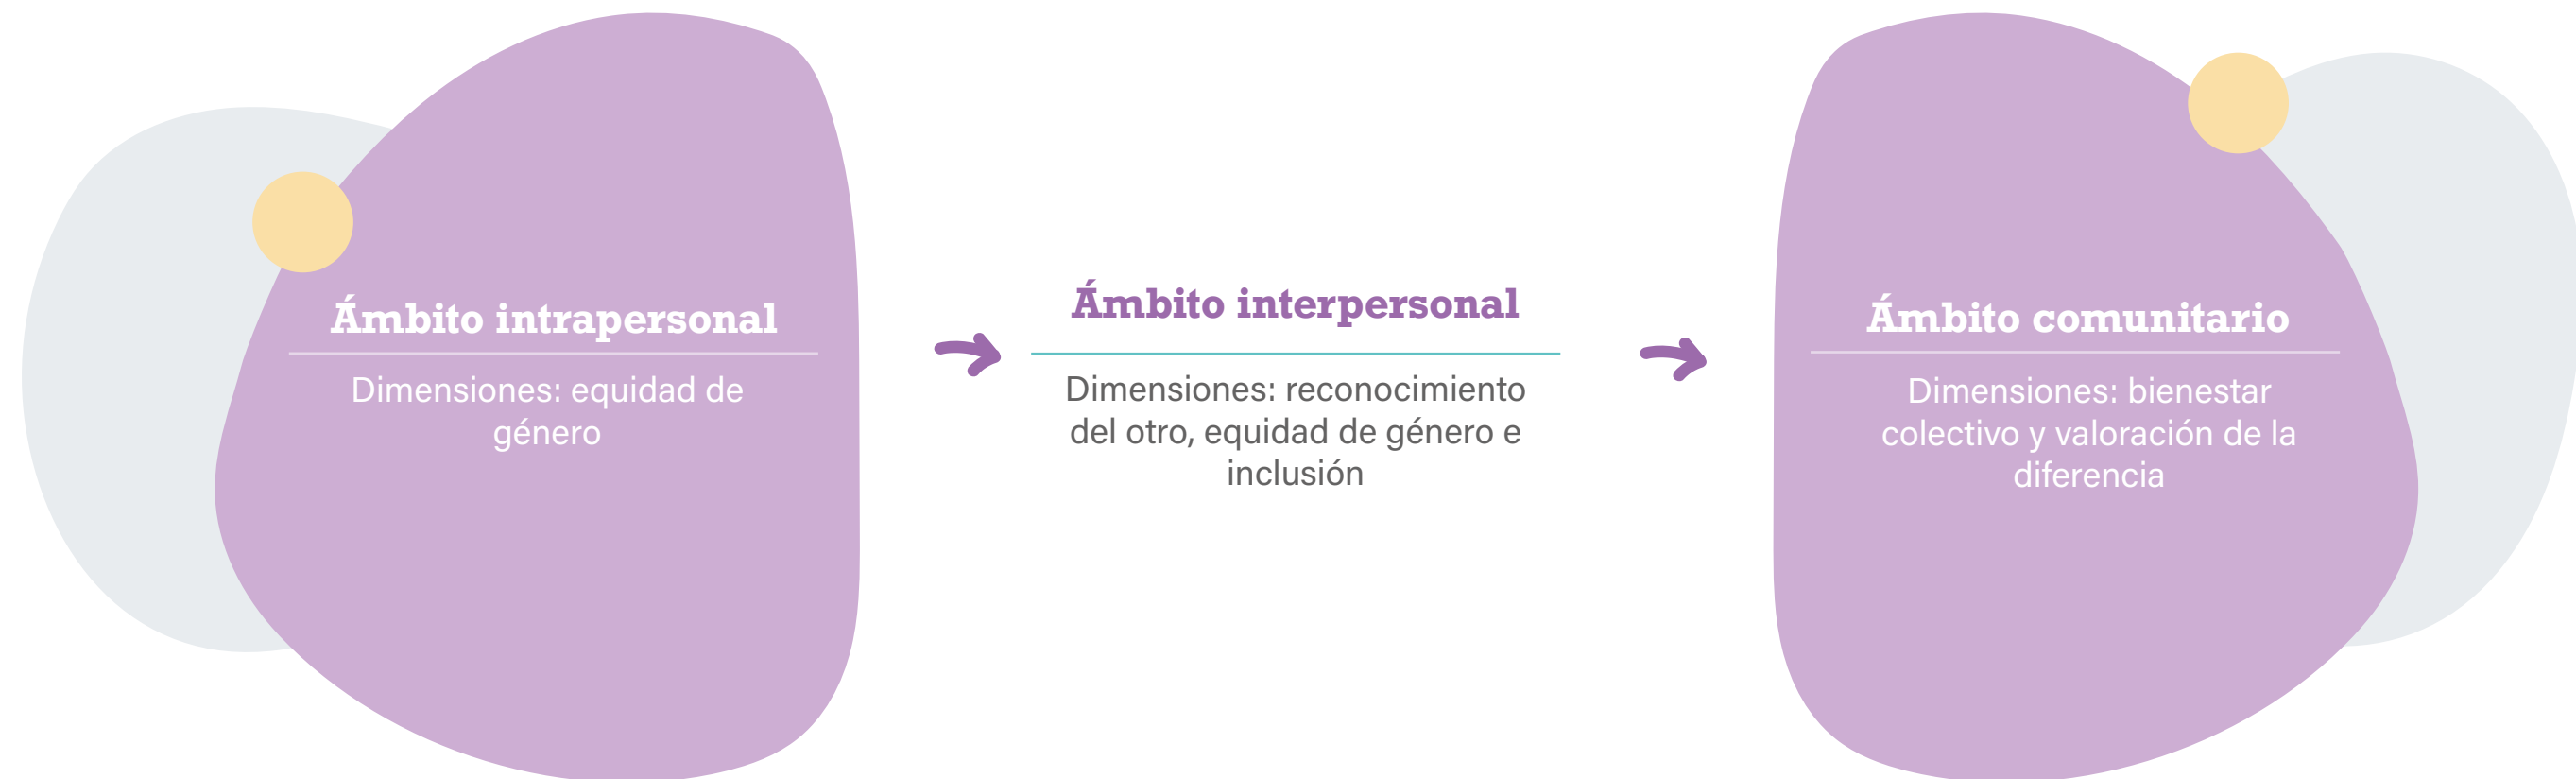 Ámbito intrapersonal
Dimensiones: equidad de
género
Ámbito interpersonal
Dimensiones: reconocimiento
del otro, equidad de género e
inclusión
Ámbito comunitario
Dimensiones: bienestar
colectivo y valoración de la
diferencia